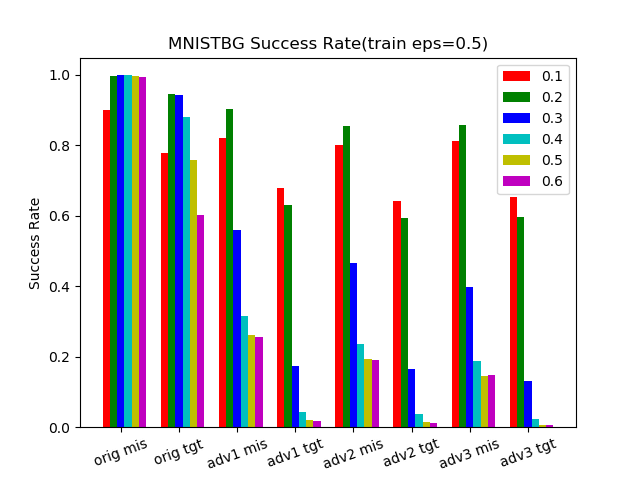 MNISTBG Success Rate(train eps=0.5)
1.0
0.8
0.6
0.4
0.2
0.0
Success Rate
0.1
0.2
0.3
0.4
0.5
0.6
orig mis
orig tgt
adv1 mis
adv1 tgt
adv2 mis
adv2 tgt
adv3 mis
adv3 tgt